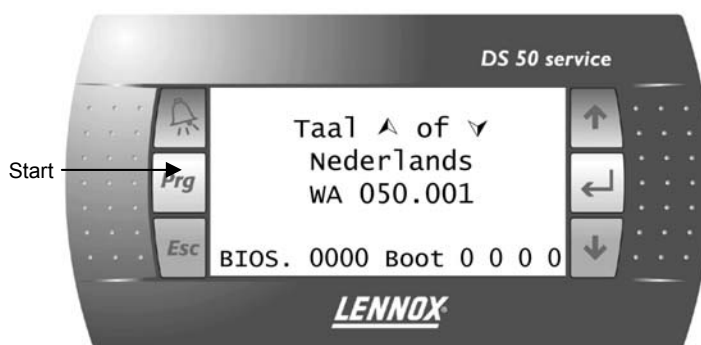 DS 50 service
Taal ⮝ of ⮟
Nederlands
WA 050.001
BIOS. 0000 Boot 0 0 0 0
Start
Prg
Esc
LENNOX